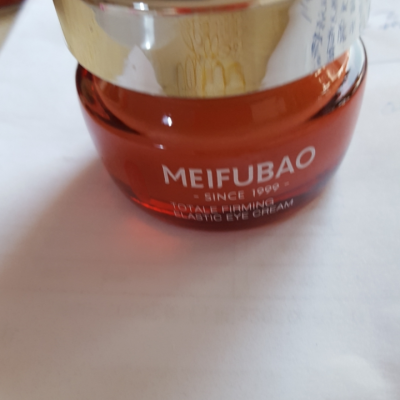 MEIFUBAO
- SINCE 1999 -
TOTALE FIRMING
ELASTIC EYE CREAM